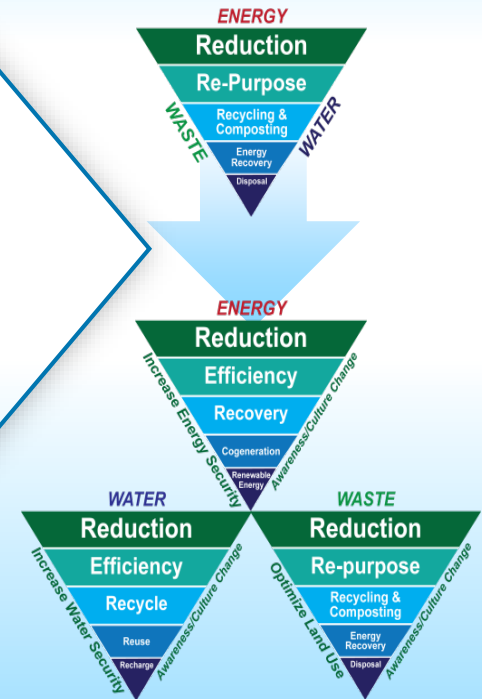 ENERGY
Reduction
Re-Purpose
Recycling &
Composting
Energy
Recovery
Disposal
WASTE
WATER
ENERGY
Reduction
Efficiency
Recovery
Cogeneration
Renewable
Energy
Increase Energy Security
Awareness/Culture Change
WATER
Reduction
Efficiency
Recycle
Reuse
Recharge
Increase Water Security
Awareness/Culture Change
WASTE
Reduction
Re-purpose
Recycling &
Composting
Energy
Recovery
Disposal
Optimize Land Use
Awareness/Culture Change